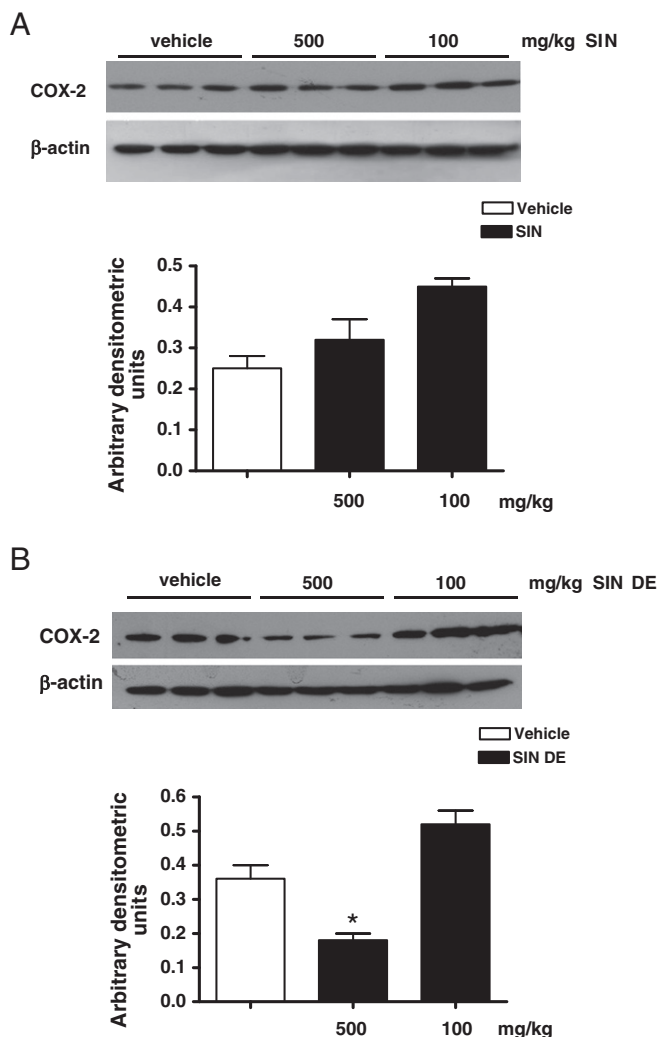 A
vehicle 500 100 mg/kg SIN
COX-2
β-actin
Vehicle
SIN
Arbitrary densitometric
units
0.5
0.4
0.3
0.2
0.1
0.0
500 100 mg/kg
B
vehicle 500 100 mg/kg SIN DE
COX-2
β-actin
Vehicle
SIN DE
Arbitrary densitometric
units
0.6
0.5
0.4
0.3
0.2
0.1
0.0
*
500 100 mg/kg